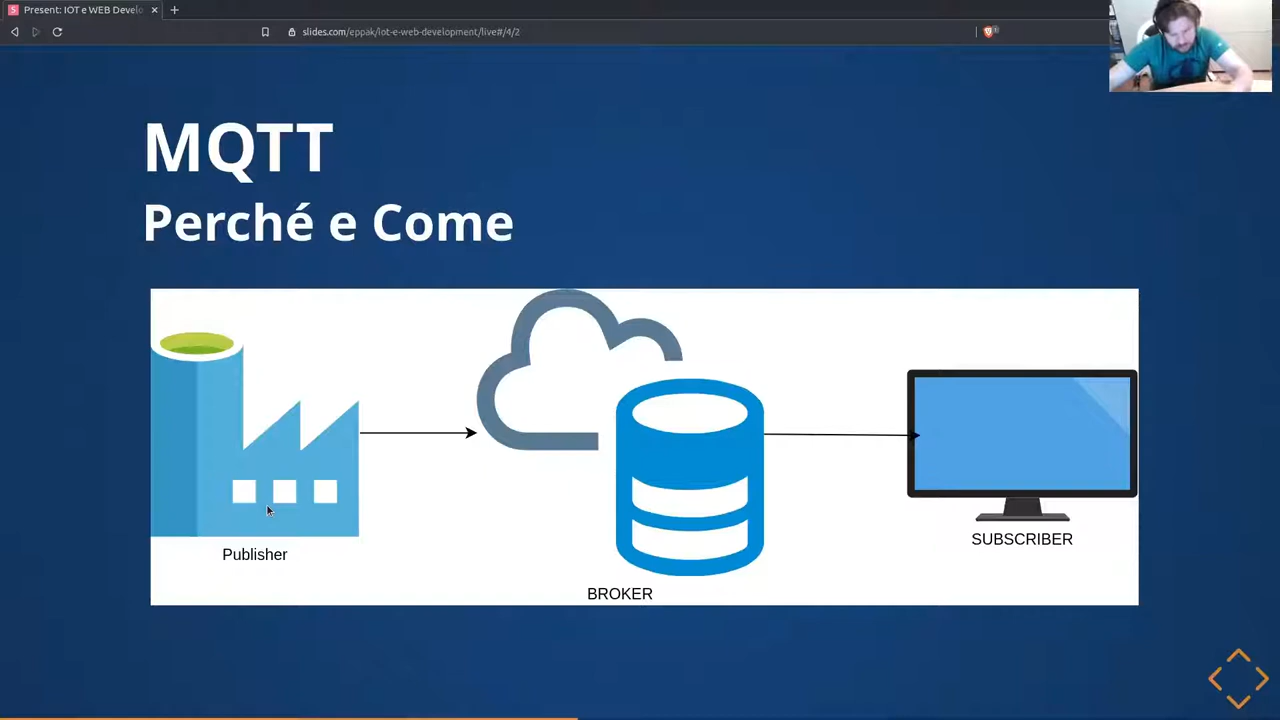 Present: IOT e WEB Develo
slides.com/eppak/iot-e-web-development/live#/4/2
MQTT
Perché e Come
Publisher
BROKER
SUBSCRIBER